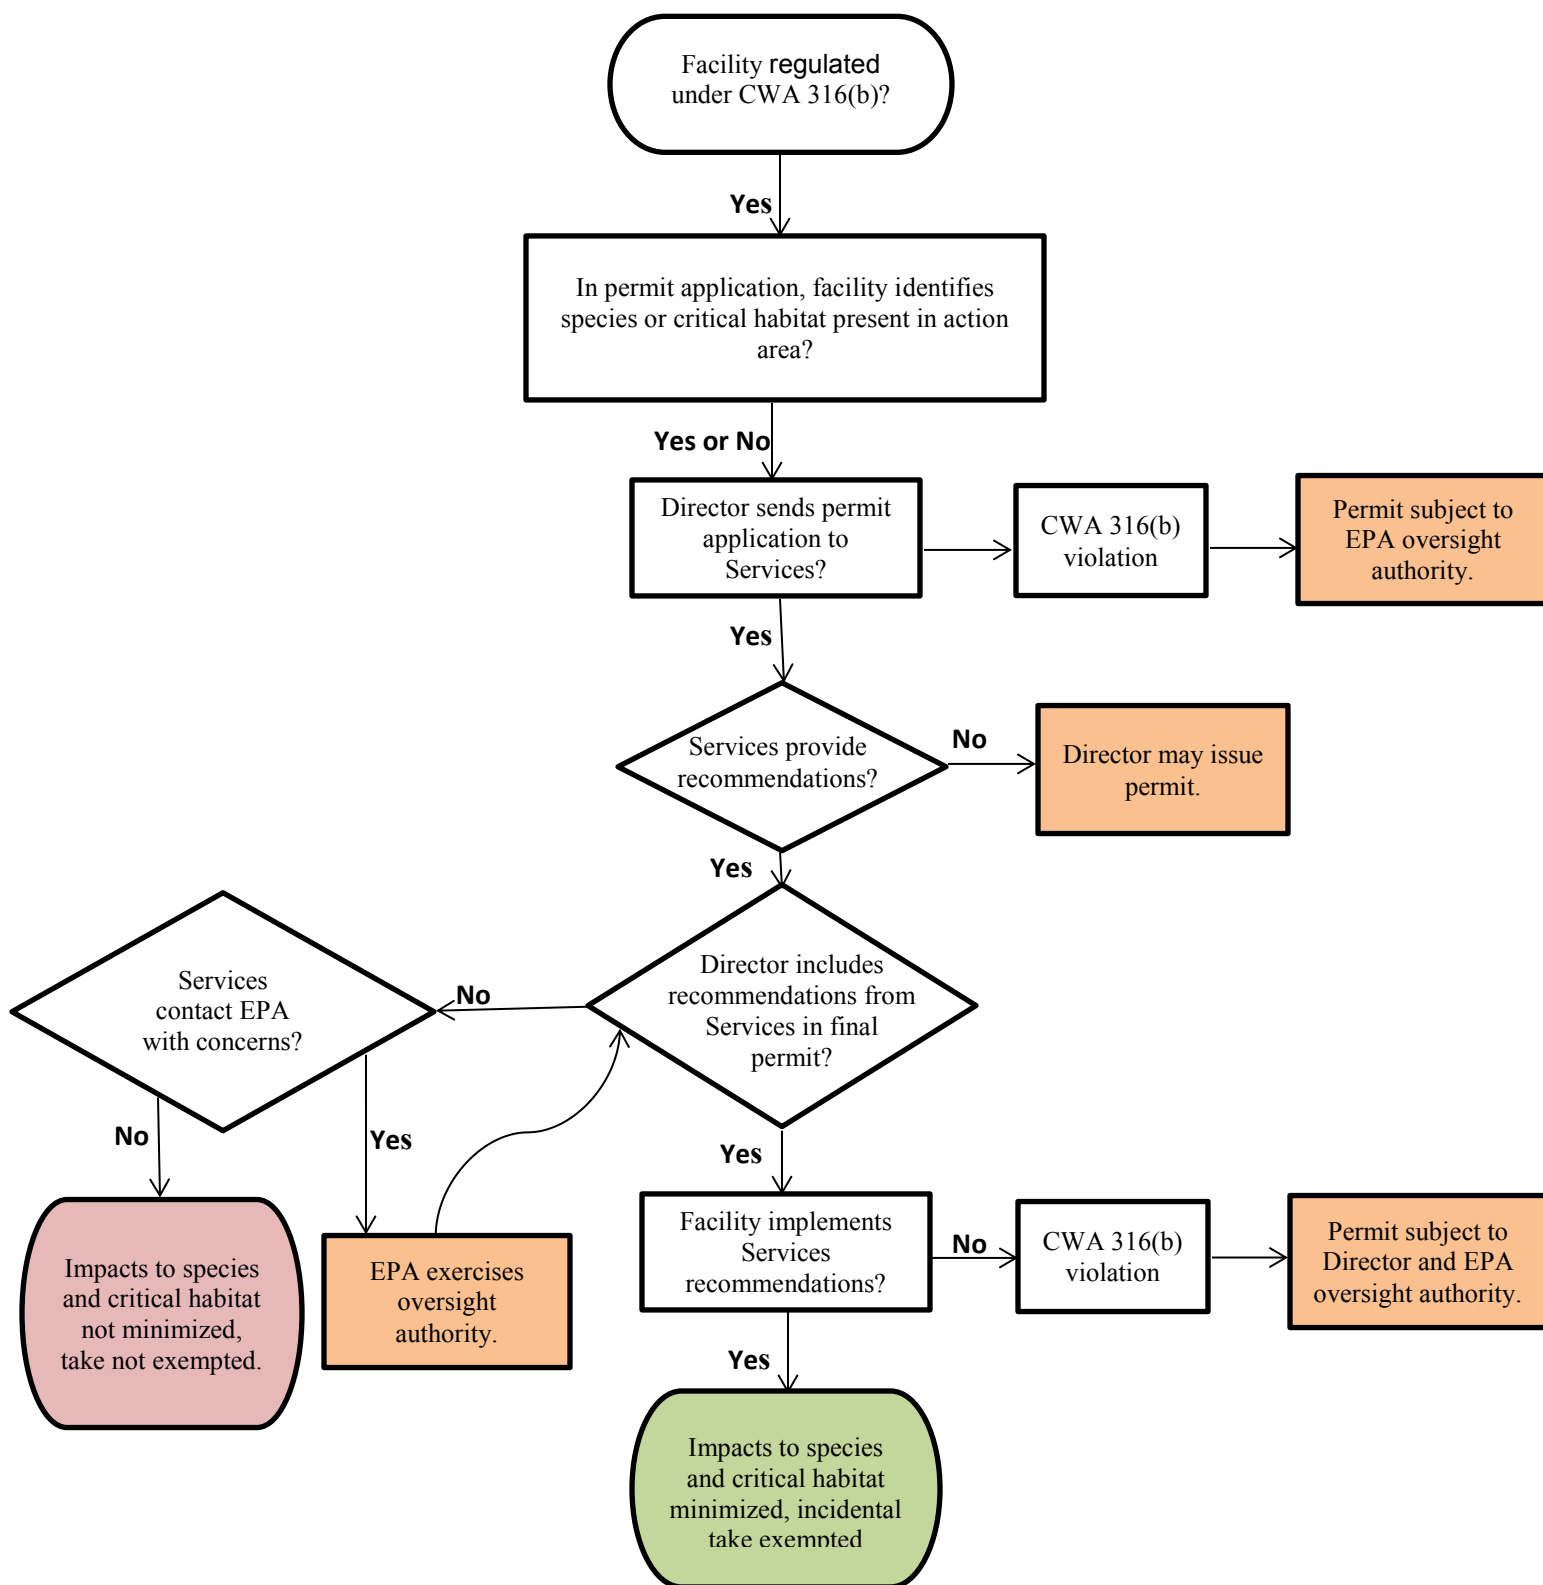 Facility regulated
under CWA 316(b)?
Yes
In permit application, facility identifies
species or critical habitat present in action
area?
Yes or No
Director sends permit
application to
Services?
CWA 316(b)
violation
Permit subject to
EPA oversight
authority.
Yes
Services provide
recommendations?
No
Director may issue
permit.
Yes
Director includes
recommendations from
Services in final
permit?
No
Services
contact EPA
with concerns?
No
Yes
Yes
Impacts to species
and critical habitat
not minimized,
take not exempted.
EPA exercises
oversight
authority.
Facility implements
Services
recommendations?
No
CWA 316(b)
violation
Permit subject to
Director and EPA
oversight authority.
Yes
Impacts to species
and critical habitat
minimized, incidental
take exempted